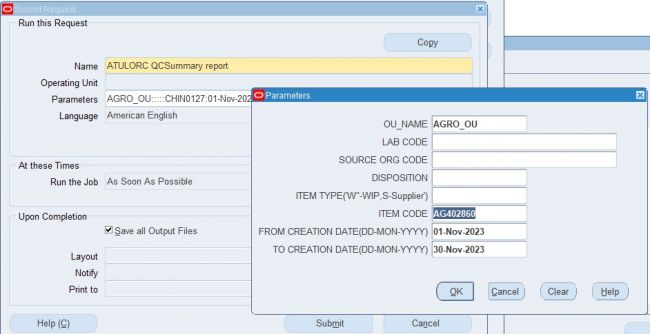 Submit Request
Run this Request
Copy
Name
ATULORC QCSummary report
Operating Unit
Parameters
AGRO_OU:::::CHIN0127:01-Nov-202
Language
American English
At these Times
Run the Job
As Soon As Possible
Upon Completion
Save all Output Files
Layout
Notify
Print to
Help (C)
Submit
Cancel
Parameters
OU_NAME
AGRO_OU
LAB CODE
SOURCE ORG CODE
DISPOSITION
ITEM TYPE('W"-WIP,S-Supplier')
ITEM CODE
AG402860
FROM CREATION DATE(DD-MON-YYYY)
01-Nov-2023
TO CREATION DATE(DD-MON-YYYY)
30-Nov-2023
OK
Cancel
Clear
Help